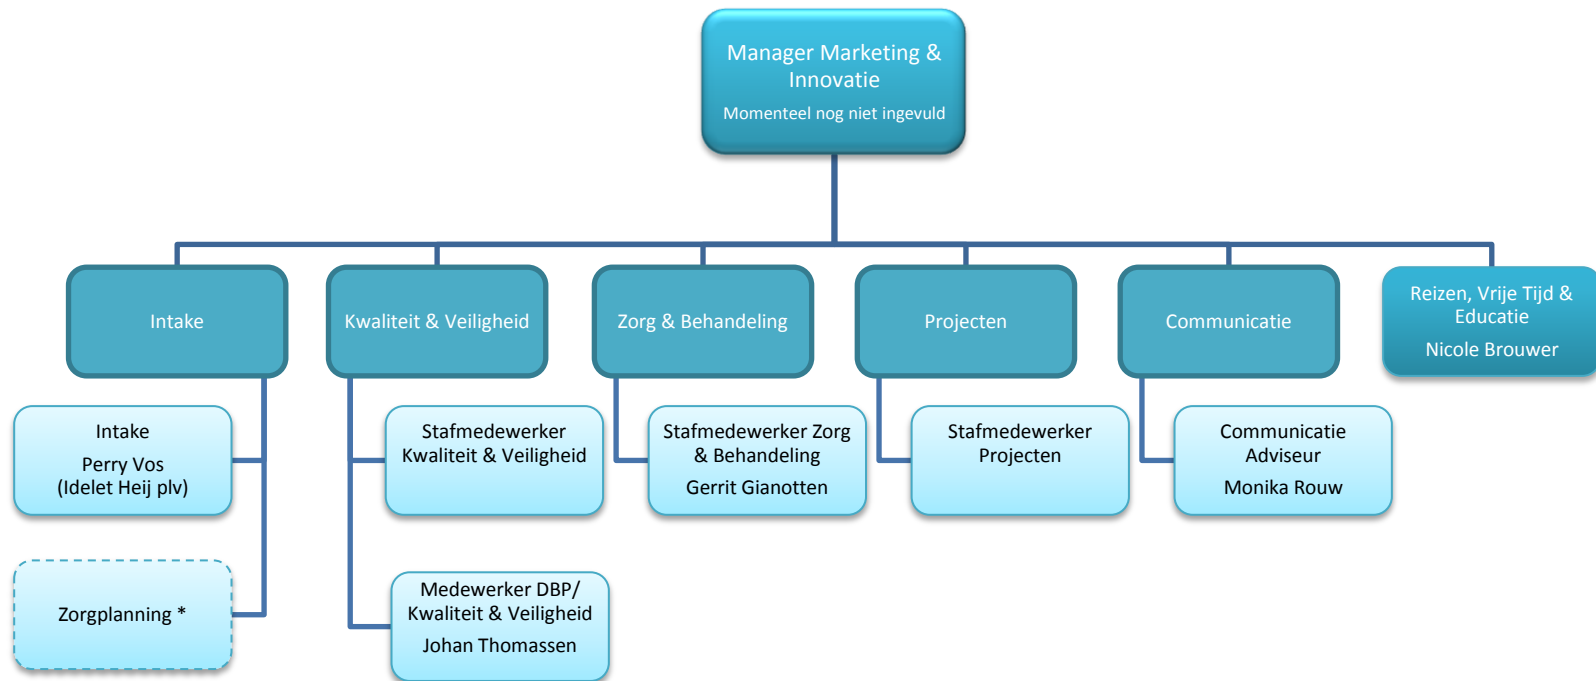 Manager Marketing &
Innovatie
Momenteel nog niet ingevuld
Intake
Kwaliteit & Veiligheid
Zorg & Behandeling
Projecten
Communicatie
Reizen, Vrije Tijd &
Educatie
Nicole Brouwer
Intake
Perry Vos
(Idelet Heij plv)
Stafmedewerker
Kwaliteit & Veiligheid
Stafmedewerker Zorg
& Behandeling
Gerrit Gianotten
Stafmedewerker
Projecten
Communicatie
Adviseur
Monika Rouw
Zorgplanning *
Medewerker DBP/
Kwaliteit & Veiligheid
Johan Thomassen